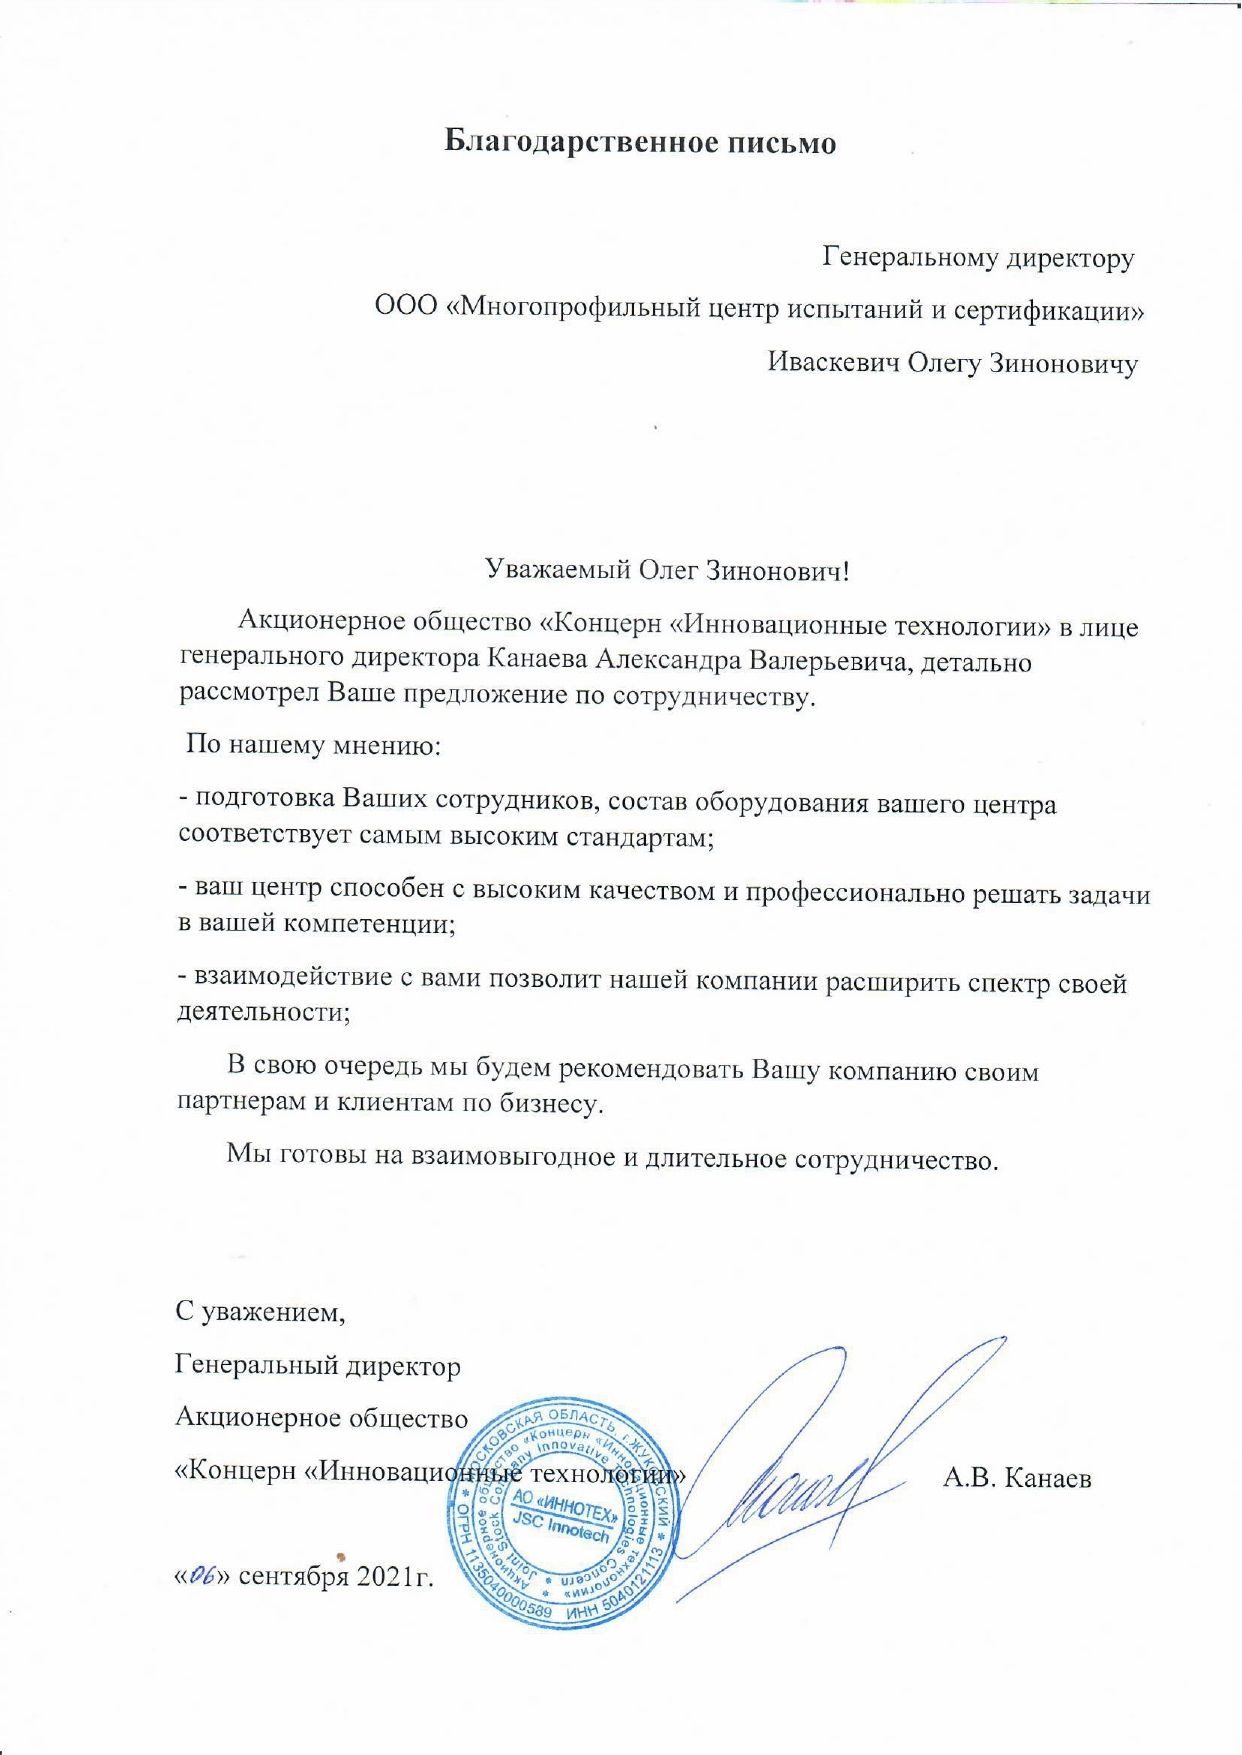 Благодарственное письмо
Генеральному директору
ООО «Многопрофильный центр испытаний и сертификации»
Иваскевич Олегу Зиноновичу
Уважаемый Олег Зинонович!
Акционерное общество «Концерн «Инновационные технологии» в лице
генерального директора Канаева Александра Валерьевича, детально
рассмотрел Ваше предложение по сотрудничеству.
По нашему мнению:
- подготовка Ваших сотрудников, состав оборудования вашего центра
соответствует самым высоким стандартам;
- ваш центр способен с высоким качеством и профессионально решать задачи
в вашей компетенции;
- взаимодействие с вами позволит нашей компании расширить спектр своей
деятельности;
В свою очередь мы будем рекомендовать Вашу компанию своим
партнерам и клиентам по бизнесу.
Мы готовы на взаимовыгодное и длительное сотрудничество.
С уважением,
Генеральный директор
Акционерное общество
«Концерн «Инновационные технологии»
А.В. Канаев
«06» сентября 2021г.
МОСКОВСКАЯ ОБЛАСТЬ, г.ЖУКОВСКИЙ * ОГРН 1135040000589 ИНН 5040121113 *
Акционерное общество «Концерн «Инновационные технологии» *
Joint Stock Company Innovative Technologies Concern *
АО «ИННОТЕХ»
JSC Innotech